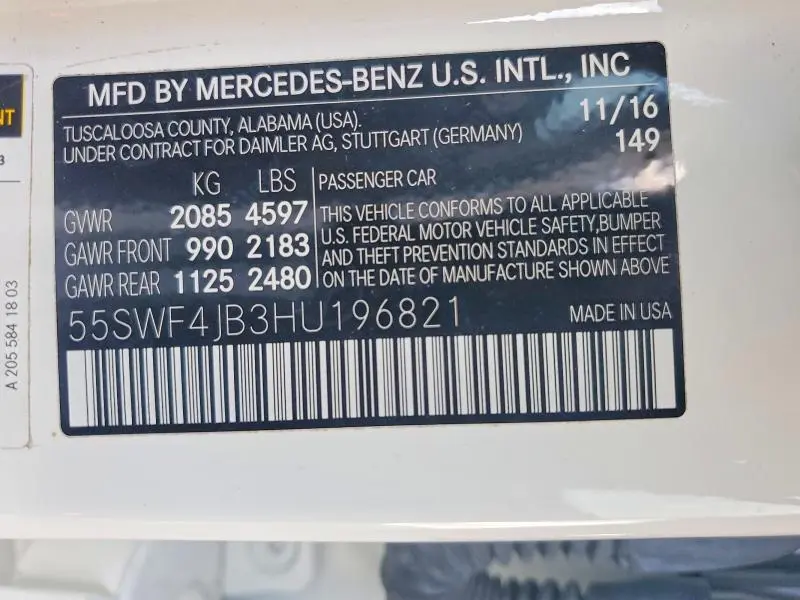 MFD BY MERCEDES-BENZ U.S. INTL., INC
TUSCALOOSA COUNTY, ALABAMA (USA). 11/16
UNDER CONTRACT FOR DAIMLER AG, STUTTGART (GERMANY) 149
KG LBS PASSENGER CAR
GVWR 2085 4597
GAWR FRONT 990 2183
GAWR REAR 1125 2480
THIS VEHICLE CONFORMS TO ALL APPLICABLE
U.S. FEDERAL MOTOR VEHICLE SAFETY,BUMPER
AND THEFT PREVENTION STANDARDS IN EFFECT
ON THE DATE OF MANUFACTURE SHOWN ABOVE
55SWF4JB3HU196821 MADE IN USA
NT
3
A 205 584 18 03